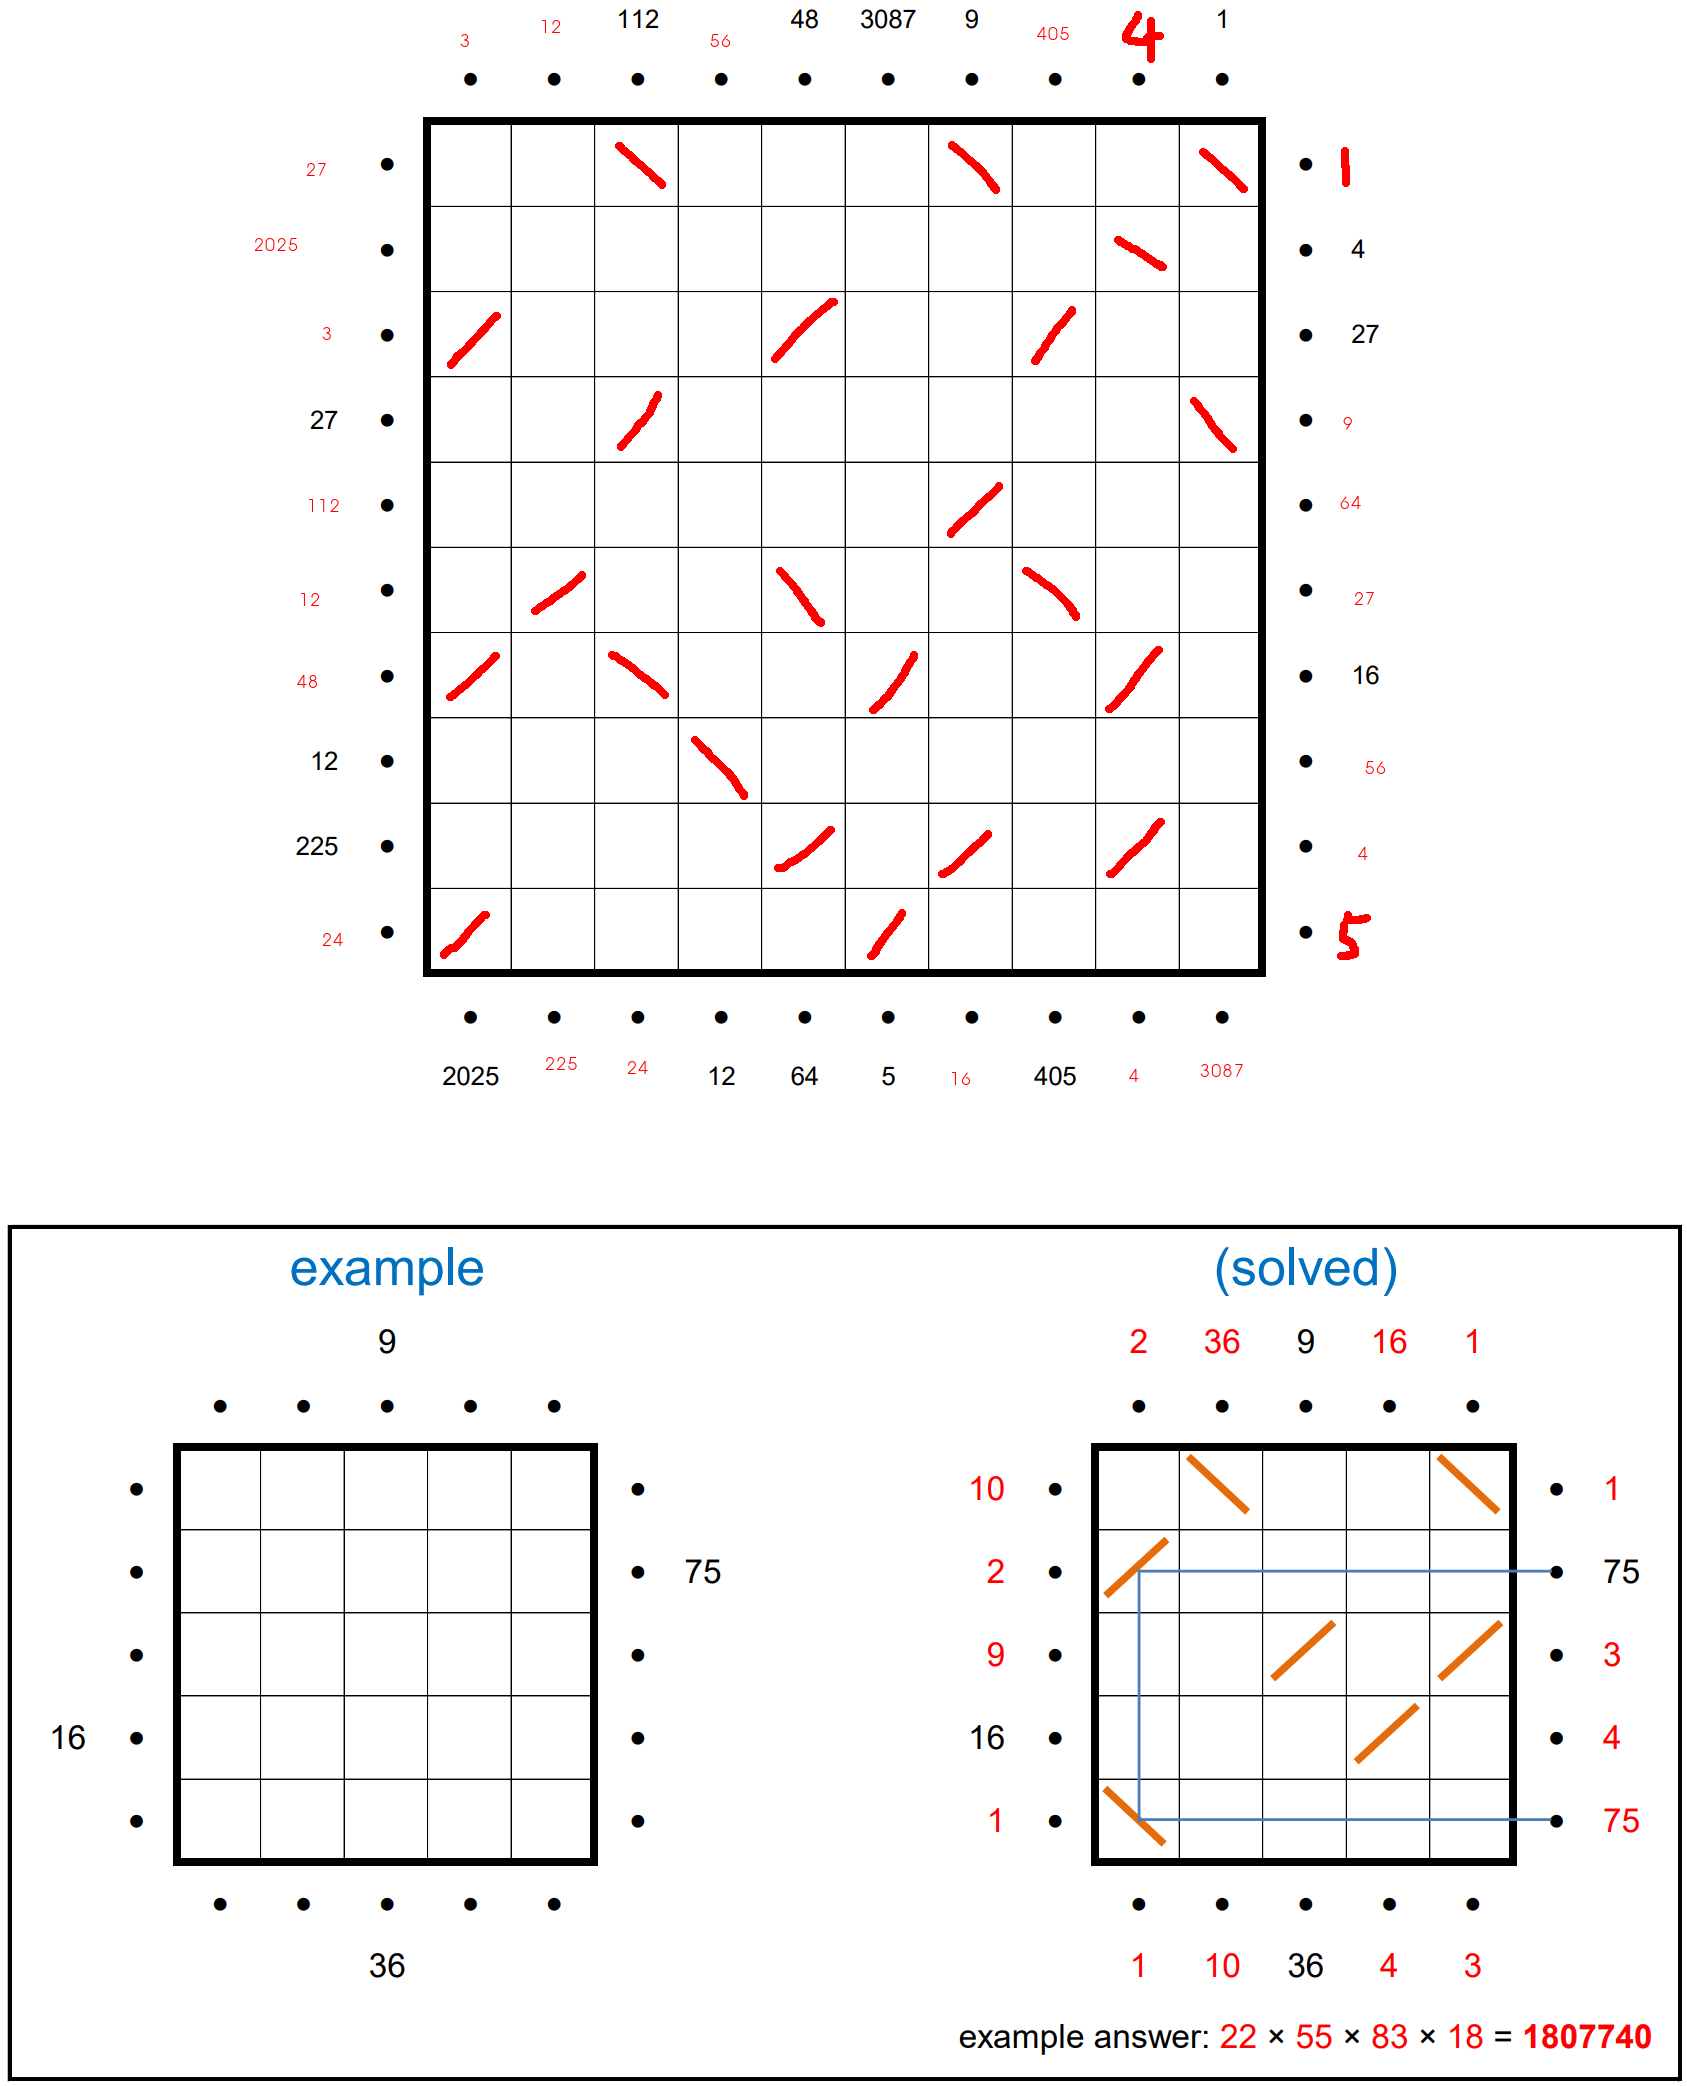 3 12 112 56 48 3087 9 405 4 1
27 1
2025 4
3 27
27 9
112 64
12 27
48 16
12 56
225 4
24 5
2025 225 24 12 64 5 16 405 4 3087
example (solved)
9 2 36 9 16 1
10 1
75 2 75
9 3
16 16 4
1 75
36 1 10 36 4 3
example answer: 22 × 55 × 83 × 18 = 1807740